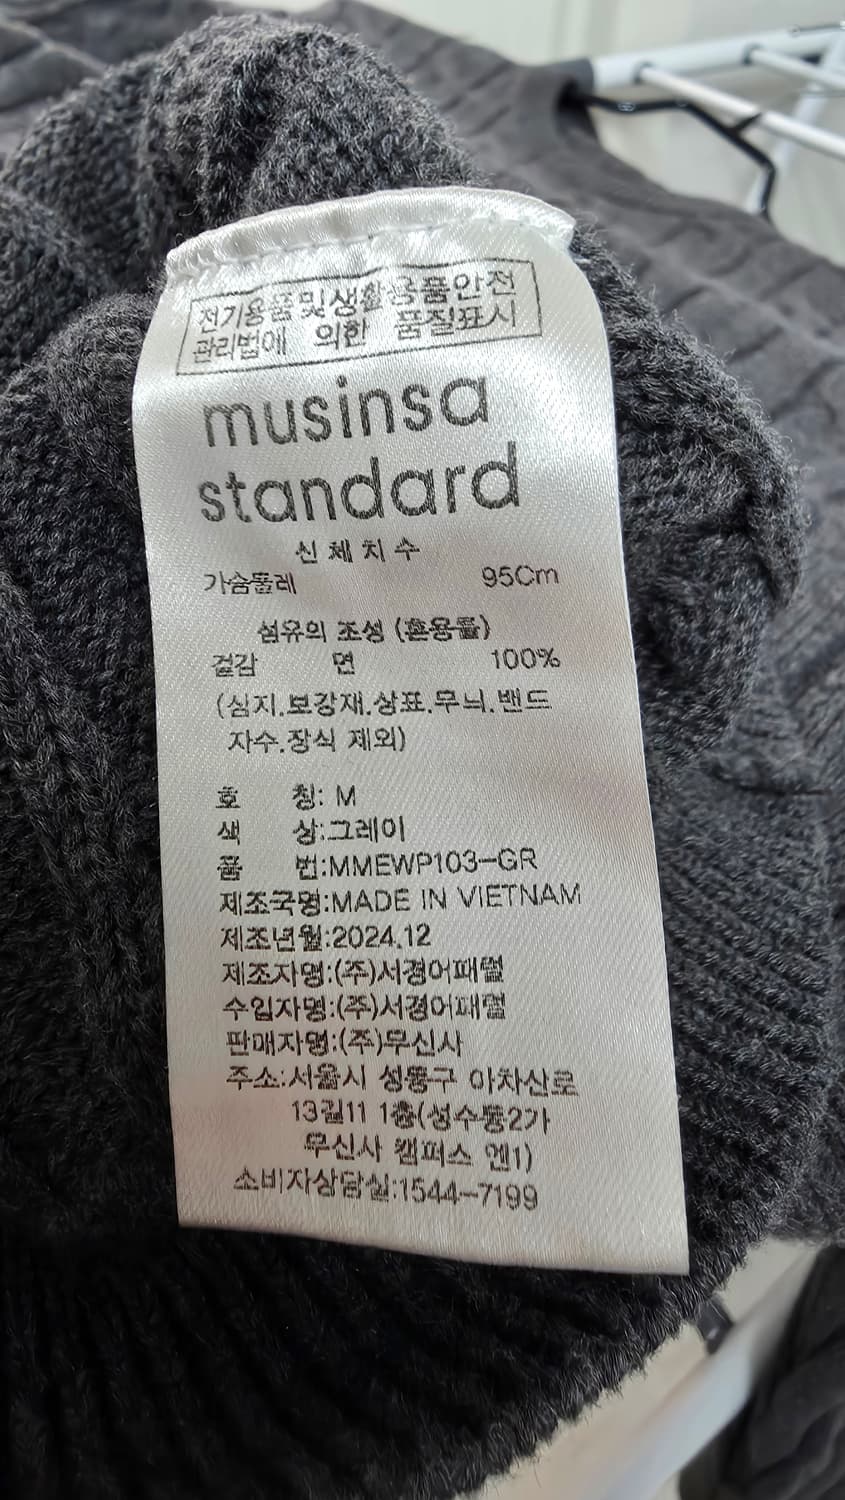 전기용품및생활용품안전
관리법에 의한 품질표시
musinsa
standard
신체치수
가슴둘레 95Cm
섬유의 조성 (혼용률)
겉감 면 100%
(심지.보강재.상표.무늬.밴드
자수.장식 제외)
호 칭: M
색 상:그레이
품 번:MMEWP103-GR
제조국명:MADE IN VIETNAM
제조년월:2024.12
제조자명:(주)서경어패럴
수입자명:(주)서경어패럴
판매자명:(주)무신사
주소:서울시 성동구 아차산로
13길11 1층(성수동2가
무신사 캠퍼스 엔1)
소비자상담실:1544-7199